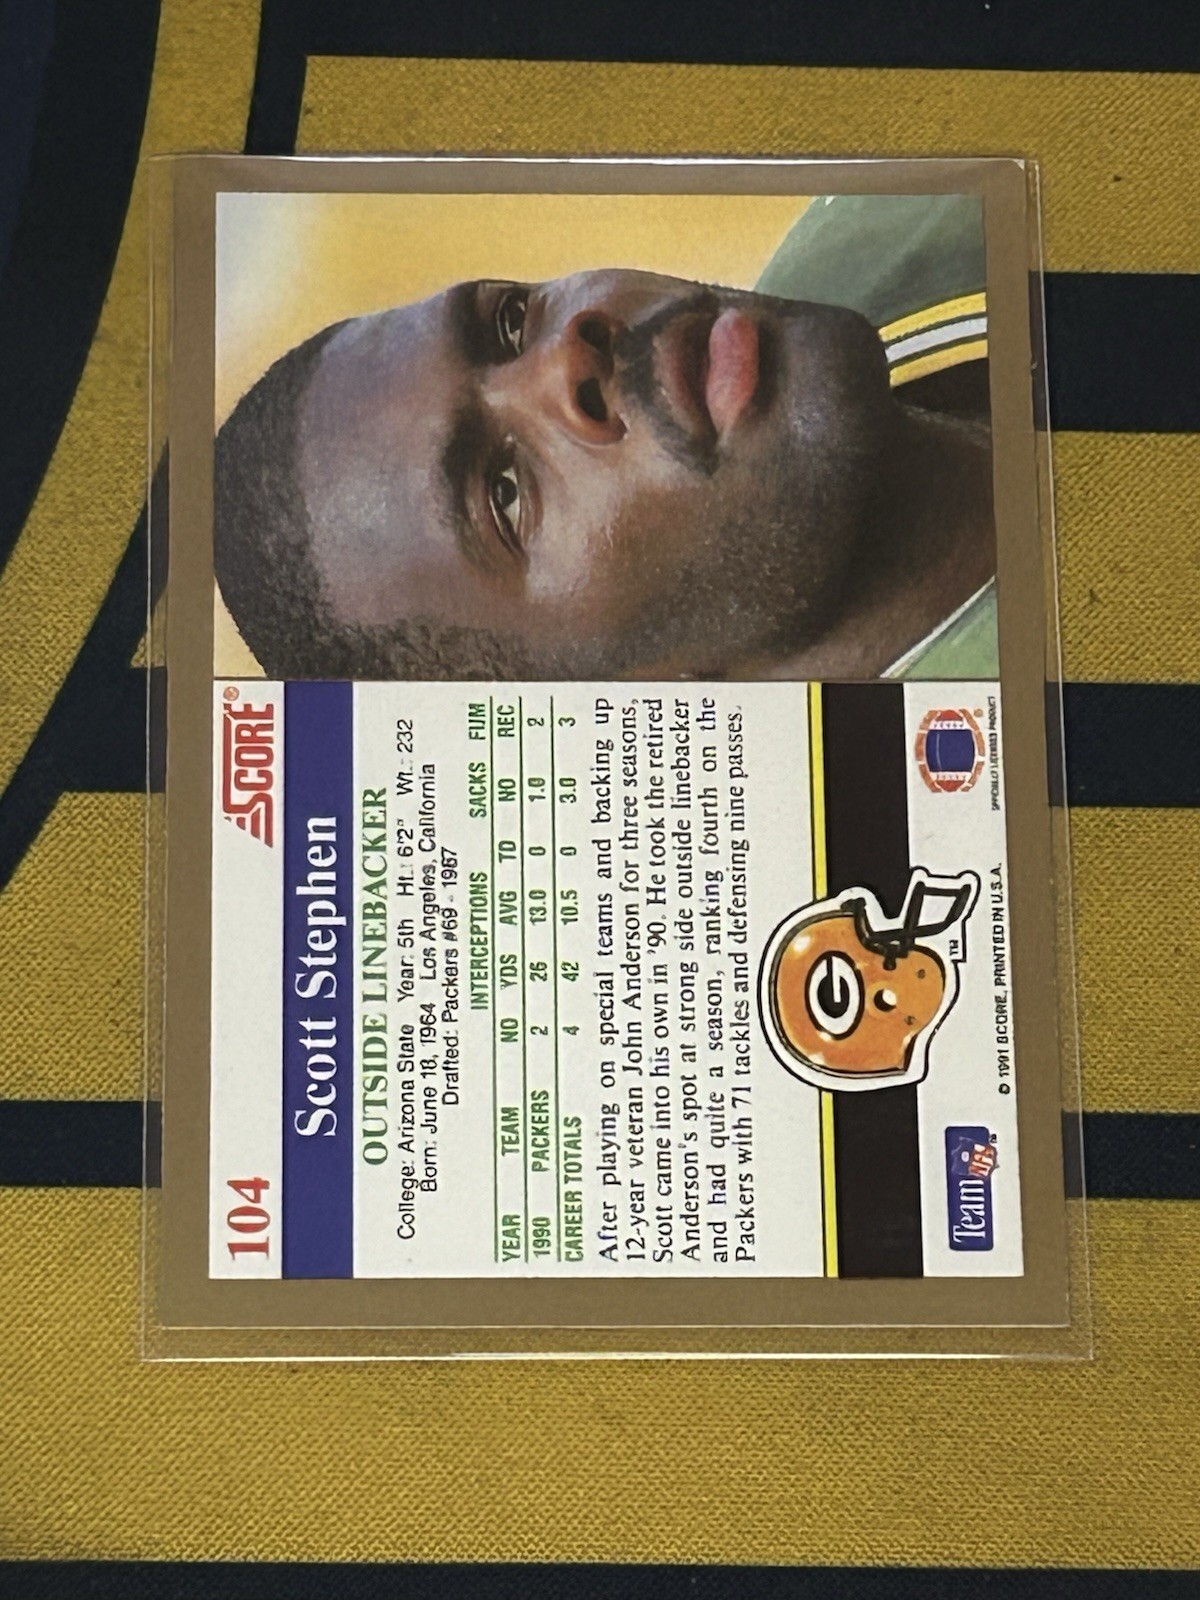 104 SCORE®
Scott Stephen
OUTSIDE LINEBACKER
College: Arizona State Year: 5th Ht.: 6'2" Wt.: 232
Born: June 18, 1964 Los Angeles, California
Drafted: Packers #69 - 1987
INTERCEPTIONS SACKS FUM
YEAR TEAM NO YDS AVG TD NO REC
1990 PACKERS 2 26 13.0 0 1.0 2
CAREER TOTALS 4 42 10.5 0 3.0 3
After playing on special teams and backing up
12-year veteran John Anderson for three seasons,
Scott came into his own in '90. He took the retired
Anderson's spot at strong side outside linebacker
and had quite a season, ranking fourth on the
Packers with 71 tackles and defensing nine passes.
G
TM
Team NFL
OFFICIALLY LICENSED PRODUCT
© 1991 SCORE, PRINTED IN U.S.A.